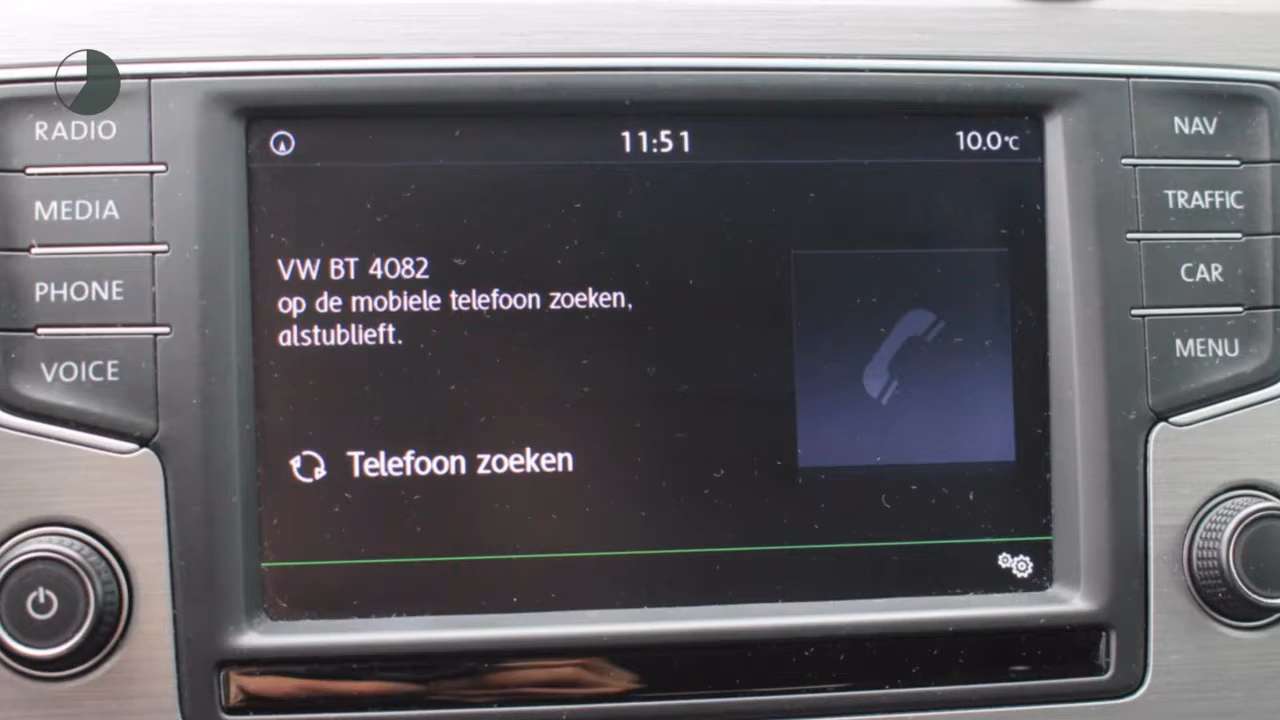 RADIO
MEDIA
PHONE
VOICE
11:51
10.0°C
VW BT 4082
op de mobiele telefoon zoeken,
alstublieft.
Telefoon zoeken
NAV
TRAFFIC
CAR
MENU